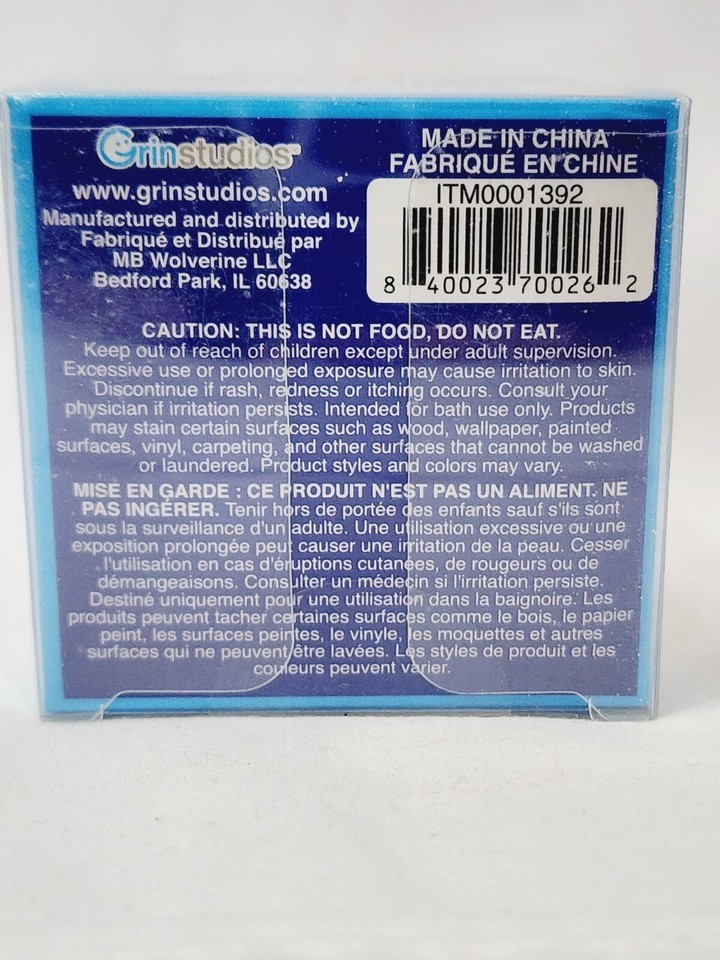 Grinstudios™
www.grinstudios.com
Manufactured and distributed by
Fabriqué et Distribué par
MB Wolverine LLC
Bedford Park, IL 60638
MADE IN CHINA
FABRIQUÉ EN CHINE
ITM0001392
8 40023 70026 2
CAUTION: THIS IS NOT FOOD, DO NOT EAT.
Keep out of reach of children except under adult supervision.
Excessive use or prolonged exposure may cause irritation to skin.
Discontinue if rash, redness or itching occurs. Consult your
physician if irritation persists. Intended for bath use only. Products
may stain certain surfaces such as wood, wallpaper, painted
surfaces, vinyl, carpeting, and other surfaces that cannot be washed
or laundered. Product styles and colors may vary.
MISE EN GARDE : CE PRODUIT N'EST PAS UN ALIMENT. NE
PAS INGÉRER. Tenir hors de portée des enfants sauf s'ils sont
sous la surveillance d'un adulte. Une utilisation excessive ou une
exposition prolongée peut causer une irritation de la peau. Cesser
l'utilisation en cas d'éruptions cutanées, de rougeurs ou de
démangeaisons. Consulter un médecin si l'irritation persiste.
Destiné uniquement pour une utilisation dans la baignoire. Les
produits peuvent tacher certaines surfaces comme le bois, le papier
peint, les surfaces peintes, le vinyle, les moquettes et autres
surfaces qui ne peuvent être lavées. Les styles de produit et les
couleurs peuvent varier.